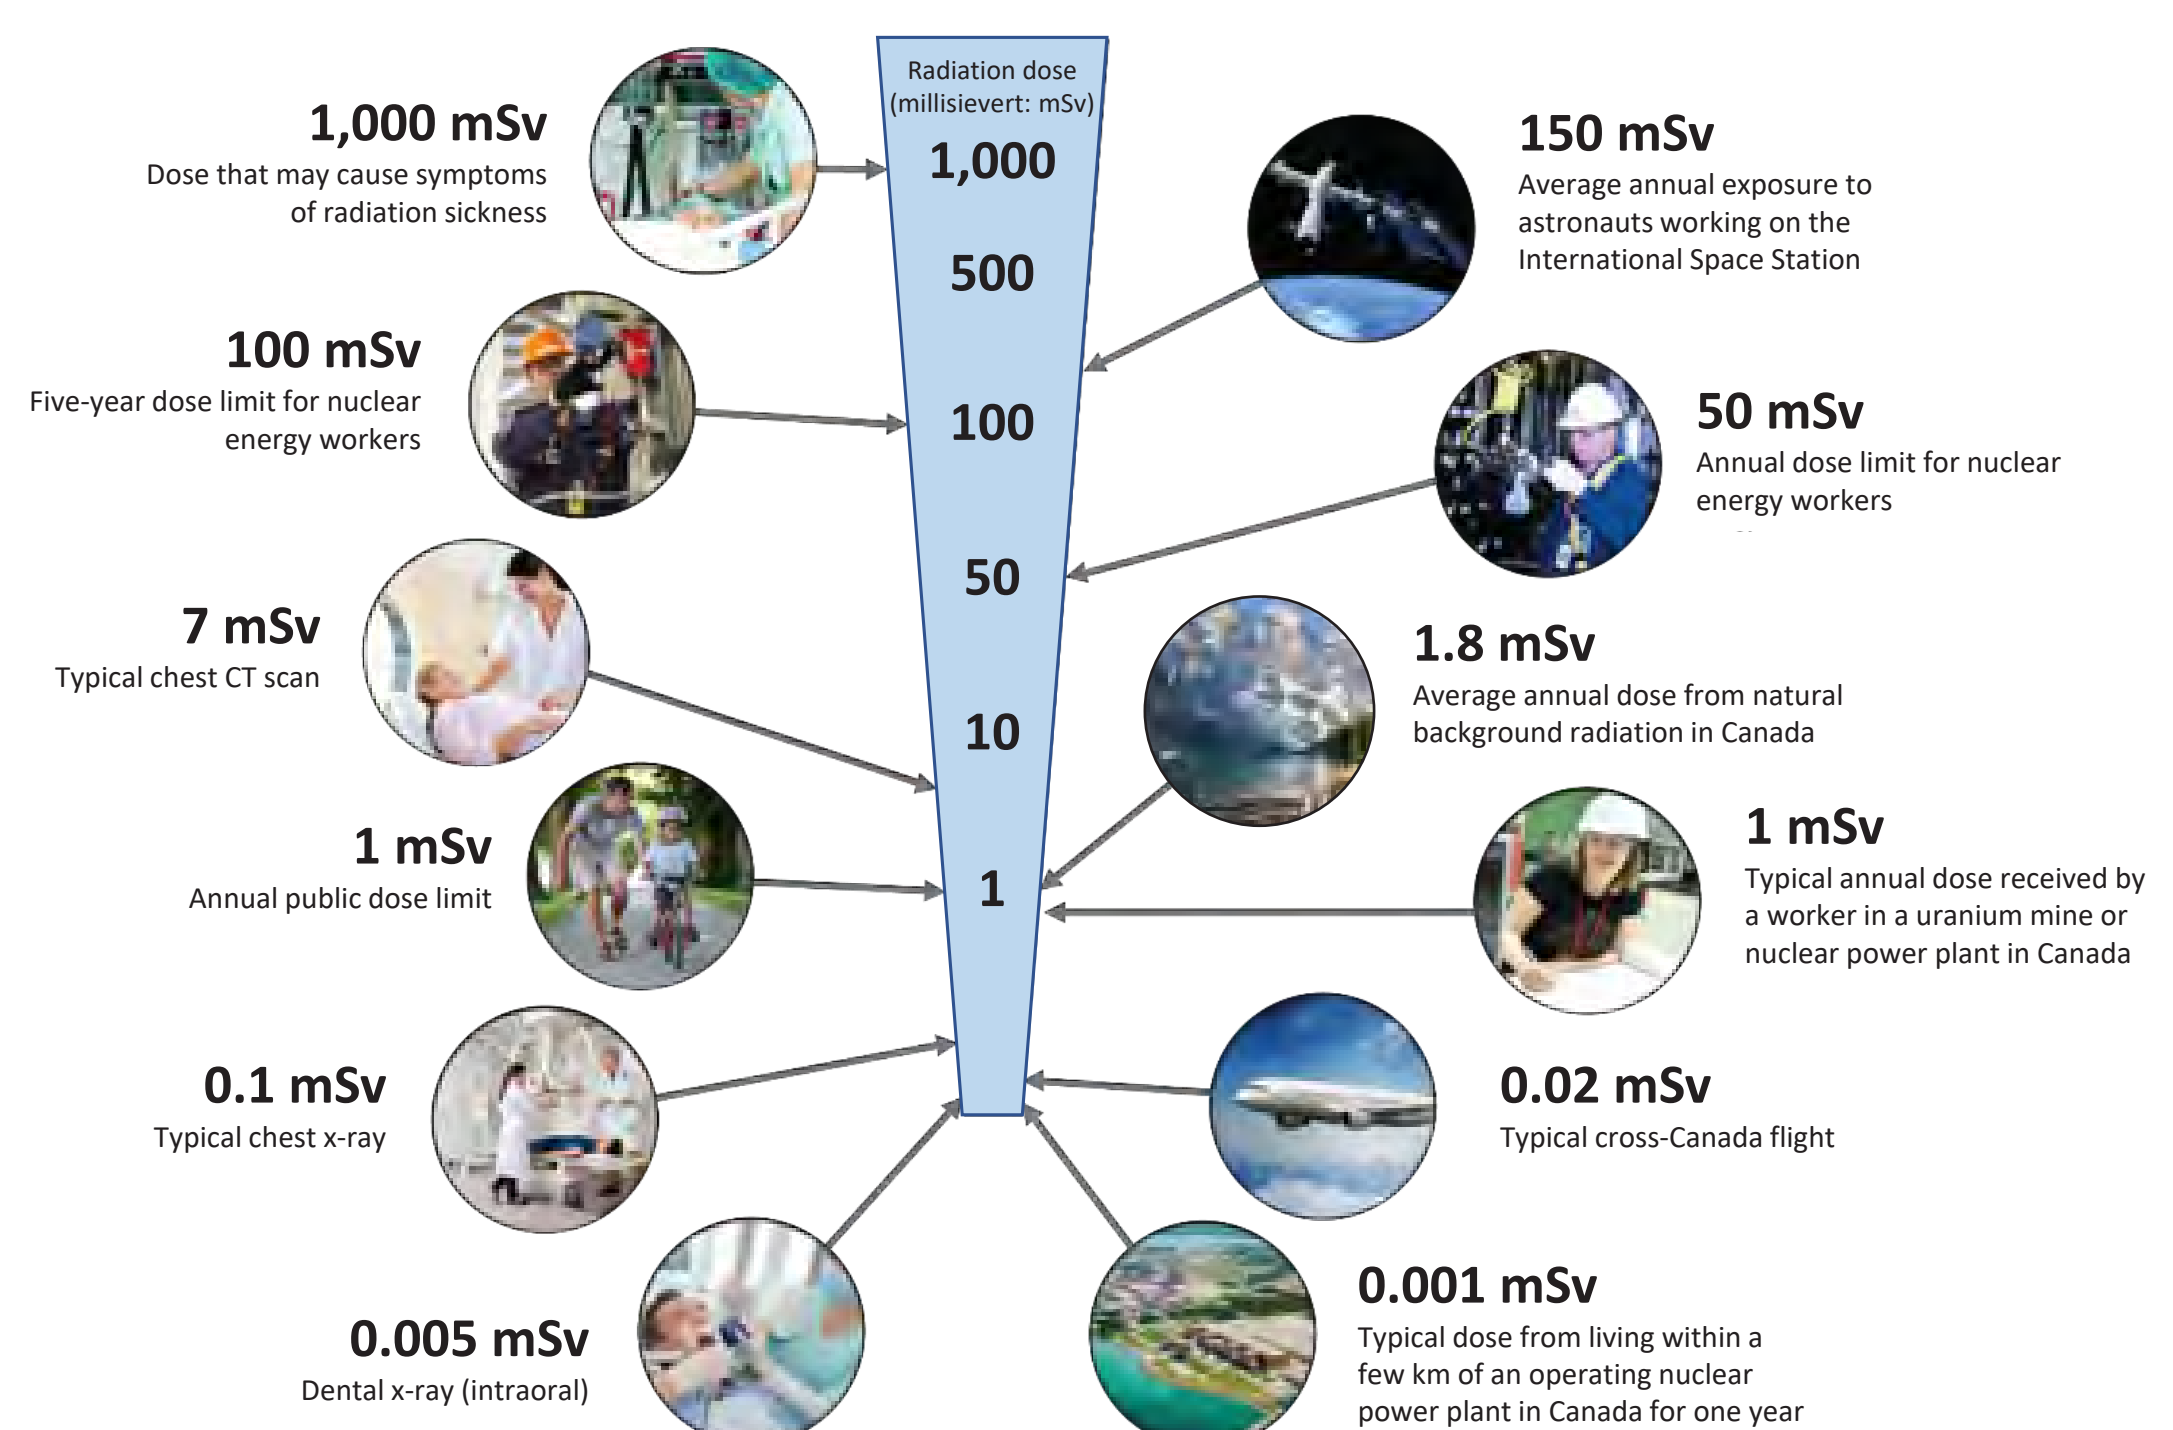 Radiation dose
(millisievert: mSv)
1,000
500
100
50
10
1
1,000 mSv
Dose that may cause symptoms
of radiation sickness
100 mSv
Five-year dose limit for nuclear
energy workers
7 mSv
Typical chest CT scan
1 mSv
Annual public dose limit
0.1 mSv
Typical chest x-ray
0.005 mSv
Dental x-ray (intraoral)
150 mSv
Average annual exposure to
astronauts working on the
International Space Station
50 mSv
Annual dose limit for nuclear
energy workers
1.8 mSv
Average annual dose from natural
background radiation in Canada
1 mSv
Typical annual dose received by
a worker in a uranium mine or
nuclear power plant in Canada
0.02 mSv
Typical cross-Canada flight
0.001 mSv
Typical dose from living within a
few km of an operating nuclear
power plant in Canada for one year